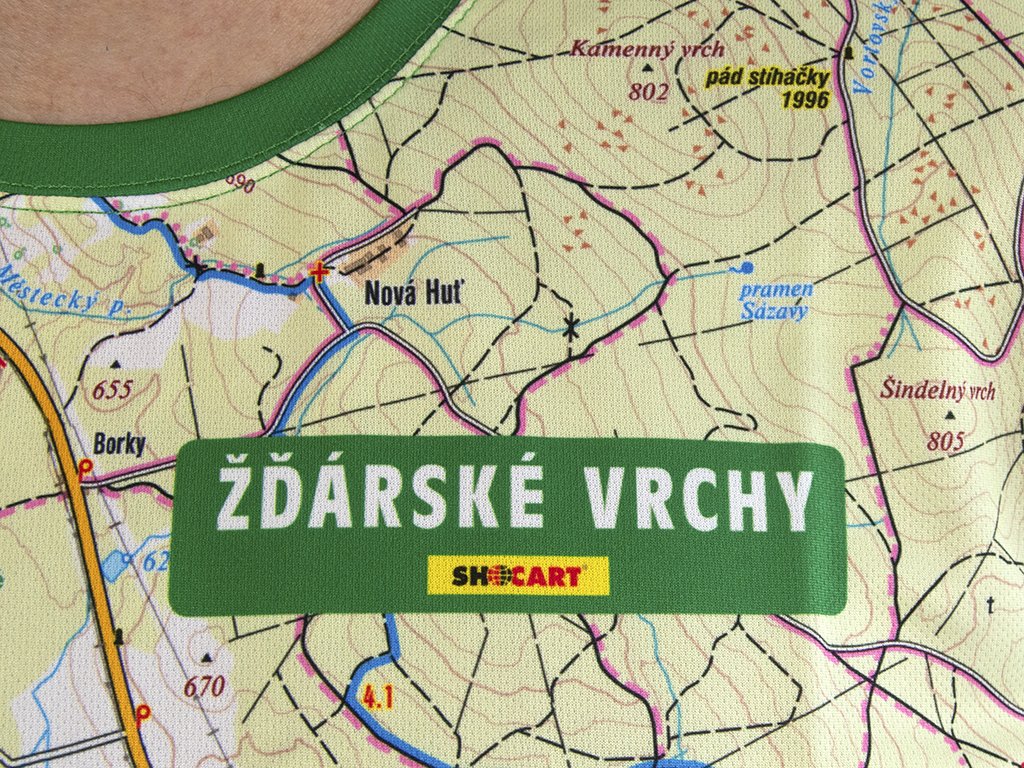 Kamenný vrch
802
pád stíhačky
1996
690
Městecký p.
Nová Huť
pramen
Sázavy
655
Šindelný vrch
805
Borky
P
ŽĎÁRSKÉ VRCHY
62
SHOCART
t
670
4.1
P